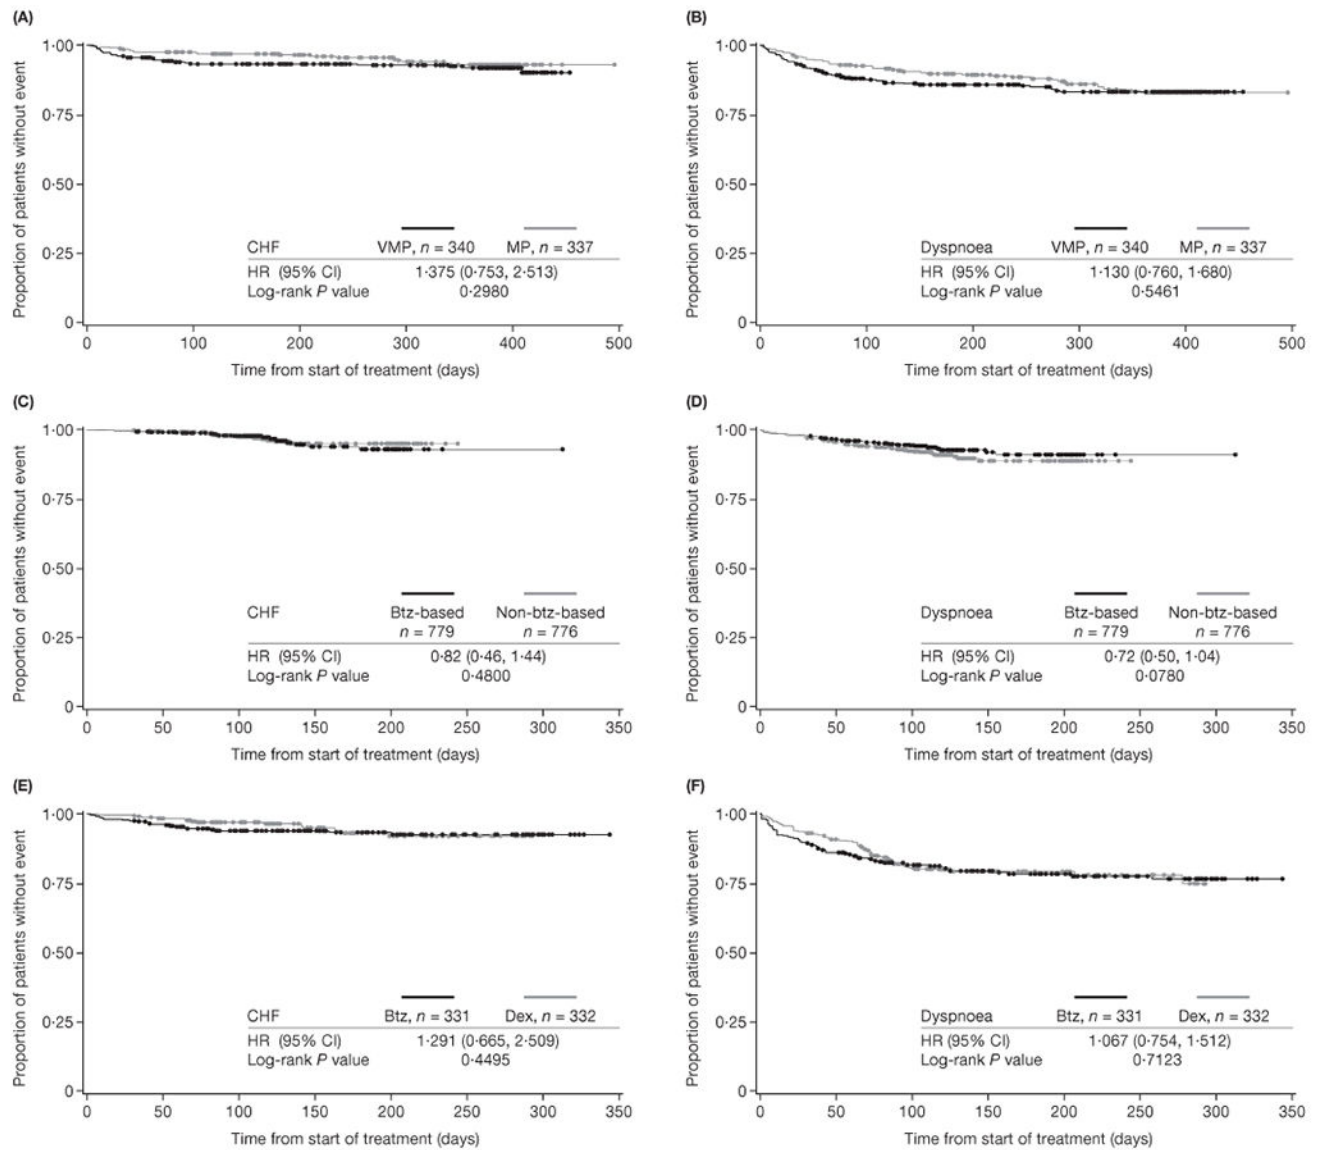 (A)
Proportion of patients without event
1·00
0·75
0·50
0·25
0
CHF VMP, n = 340 MP, n = 337
HR (95% CI) 1·375 (0·753, 2·513)
Log-rank P value 0·2980
0 100 200 300 400 500
Time from start of treatment (days)
(B)
Proportion of patients without event
1·00
0·75
0·50
0·25
0
Dyspnoea VMP, n = 340 MP, n = 337
HR (95% CI) 1·130 (0·760, 1·680)
Log-rank P value 0·5461
0 100 200 300 400 500
Time from start of treatment (days)
(C)
Proportion of patients without event
1·00
0·75
0·50
0·25
0
CHF Btz-based Non-btz-based
n = 779 n = 776
HR (95% CI) 0·82 (0·46, 1·44)
Log-rank P value 0·4800
0 50 100 150 200 250 300 350
Time from start of treatment (days)
(D)
Proportion of patients without event
1·00
0·75
0·50
0·25
0
Dyspnoea Btz-based Non-btz-based
n = 779 n = 776
HR (95% CI) 0·72 (0·50, 1·04)
Log-rank P value 0·0780
0 50 100 150 200 250 300 350
Time from start of treatment (days)
(E)
Proportion of patients without event
1·00
0·75
0·50
0·25
0
CHF Btz, n = 331 Dex, n = 332
HR (95% CI) 1·291 (0·665, 2·509)
Log-rank P value 0·4495
0 50 100 150 200 250 300 350
Time from start of treatment (days)
(F)
Proportion of patients without event
1·00
0·75
0·50
0·25
0
Dyspnoea Btz, n = 331 Dex, n = 332
HR (95% CI) 1·067 (0·754, 1·512)
Log-rank P value 0·7123
0 50 100 150 200 250 300 350
Time from start of treatment (days)